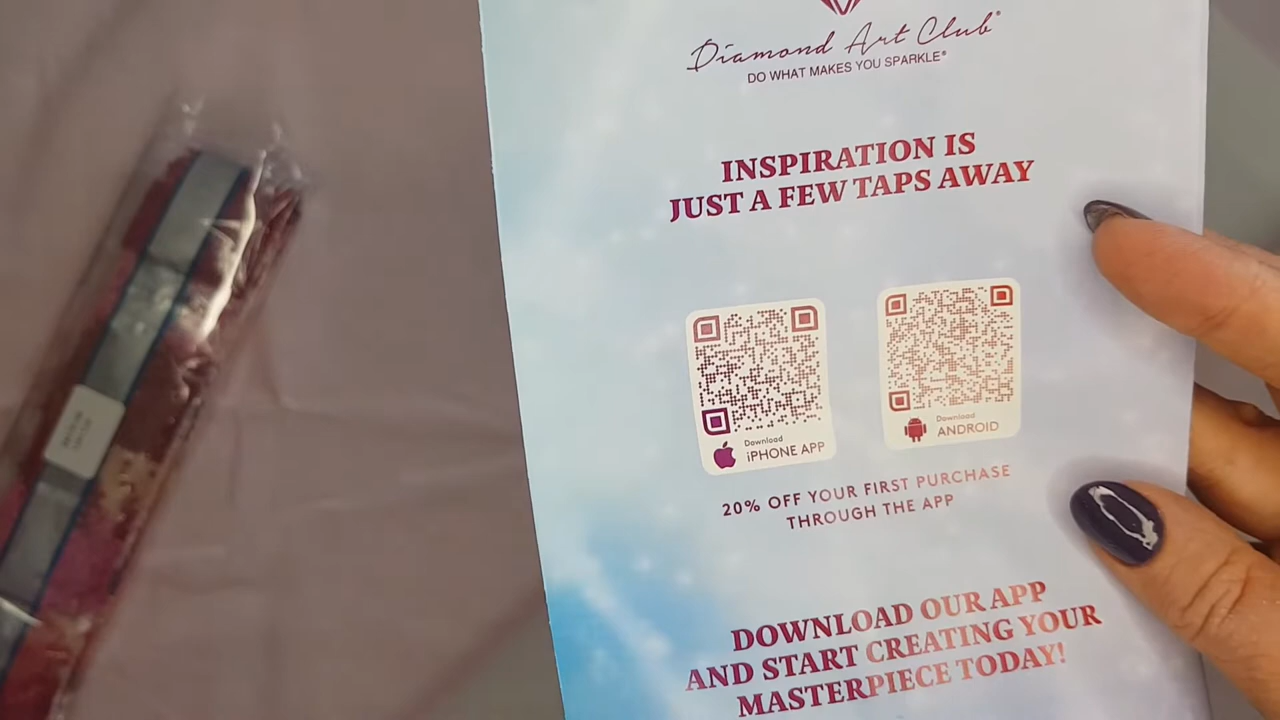 Diamond Art Club®
DO WHAT MAKES YOU SPARKLE®
INSPIRATION IS
JUST A FEW TAPS AWAY
Download
iPHONE APP
Download
ANDROID
20% OFF YOUR FIRST PURCHASE
THROUGH THE APP
DOWNLOAD OUR APP
AND START CREATING YOUR
MASTERPIECE TODAY!